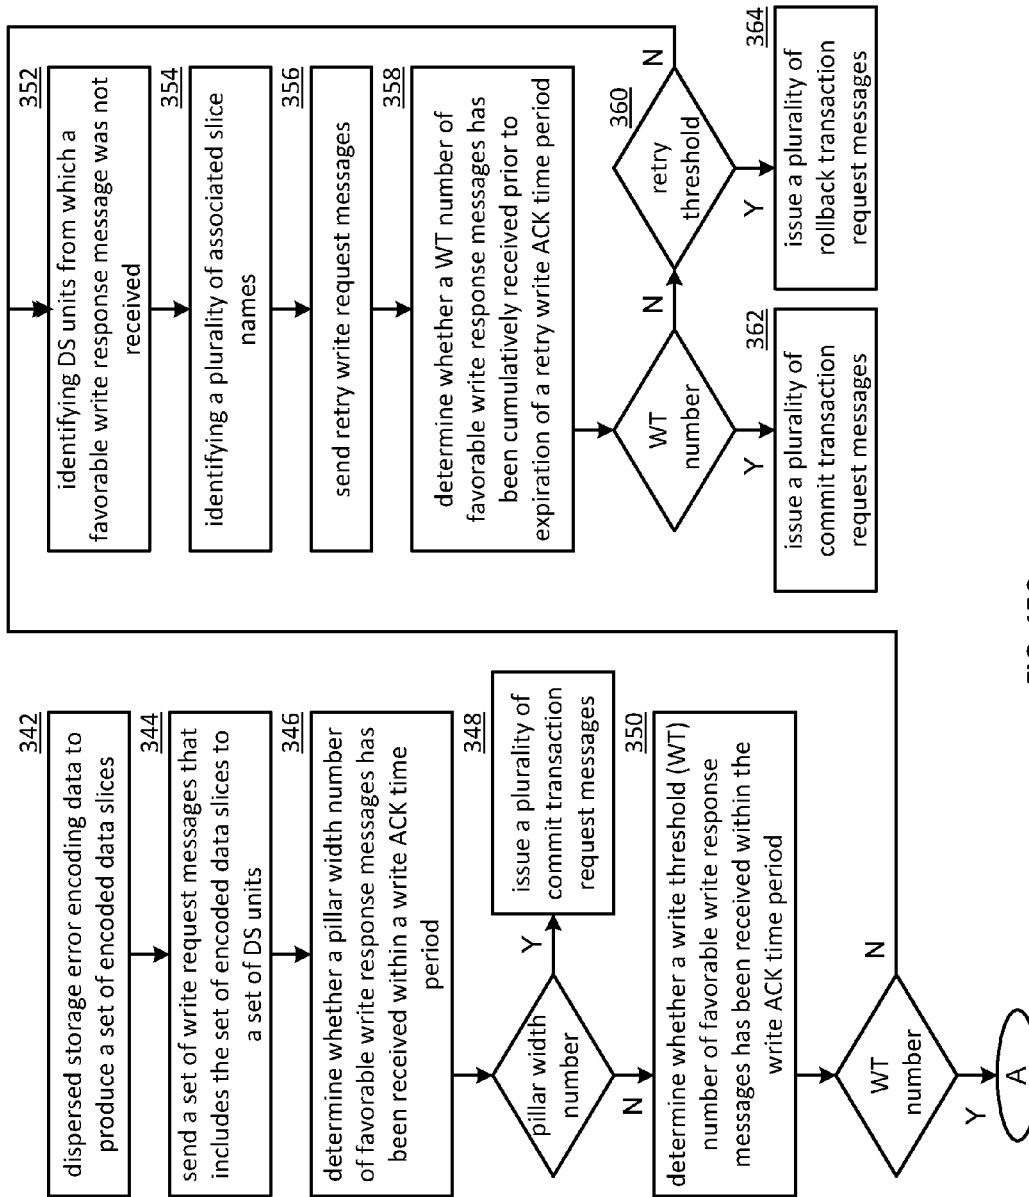 342
dispersed storage error encoding data to
produce a set of encoded data slices
344
send a set of write request messages that
includes the set of encoded data slices to
a set of DS units
346
determine whether a pillar width number
of favorable write response messages has
been received within a write ACK time
period
pillar width
number
Y
348
issue a plurality of
commit transaction
request messages
N
350
determine whether a write threshold (WT)
number of favorable write response
messages has been received within the
write ACK time period
WT
number
N
Y
A
352
identifying DS units from which a
favorable write response message was not
received
354
identifying a plurality of associated slice
names
356
send retry write request messages
358
determine whether a WT number of
favorable write response messages has
been cumulatively received prior to
expiration of a retry write ACK time period
WT
number
N
360
retry
threshold
N
Y
362
issue a plurality of
commit transaction
request messages
Y
364
issue a plurality of
rollback transaction
request messages